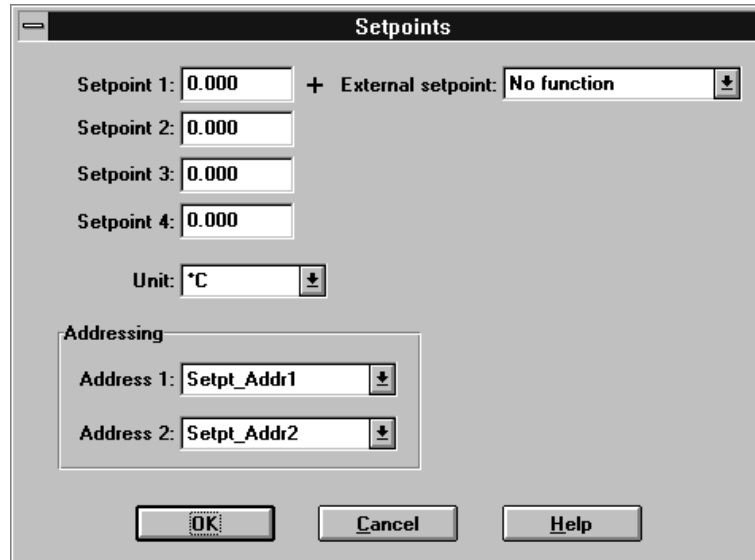 Setpoints
Setpoint 1: 0.000 + External setpoint: No function
Setpoint 2: 0.000
Setpoint 3: 0.000
Setpoint 4: 0.000
Unit: °C
Addressing
Address 1: Setpt_Addr1
Address 2: Setpt_Addr2
OK Cancel Help